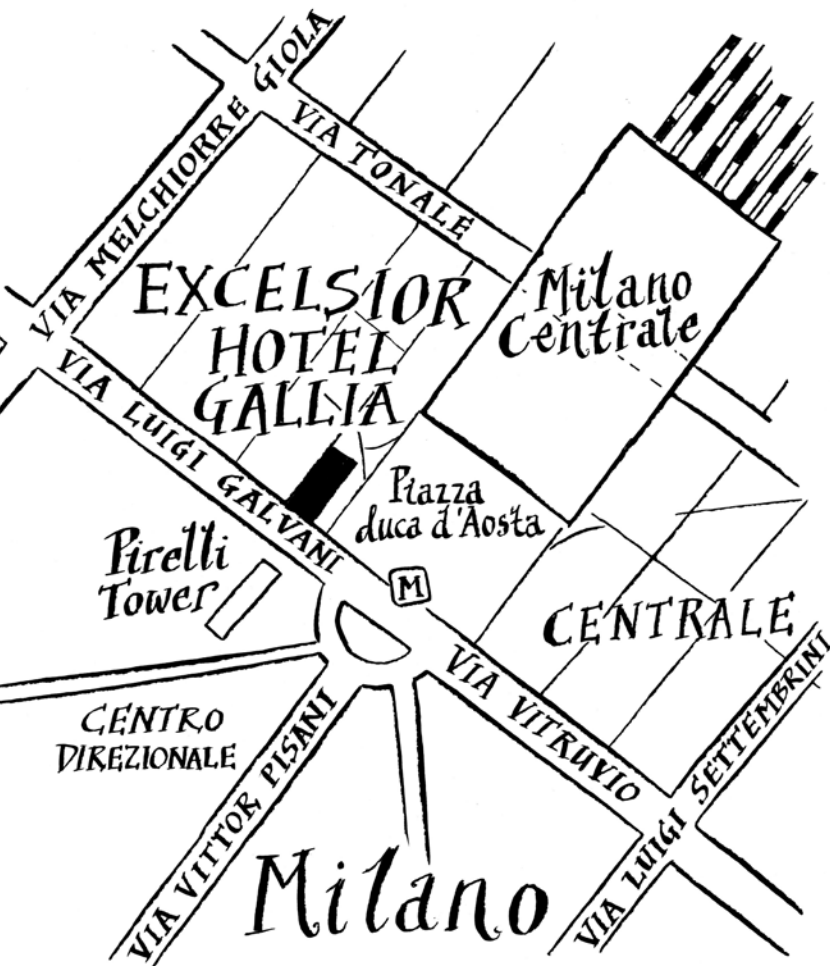 VIA MELCHIORRE GIOLA
VIA TONALE
EXCELSIOR
HOTEL
GALLIA
Milano
Centrale
VIA LUIGI GALVANI
Piazza
duca d'Aosta
Pirelli
Tower
M
CENTRALE
VIA VITRUVIO
VIA LUIGI SETTEMBRINI
CENTRO
DIREZIONALE
VIA VITTOR PISANI
Milano